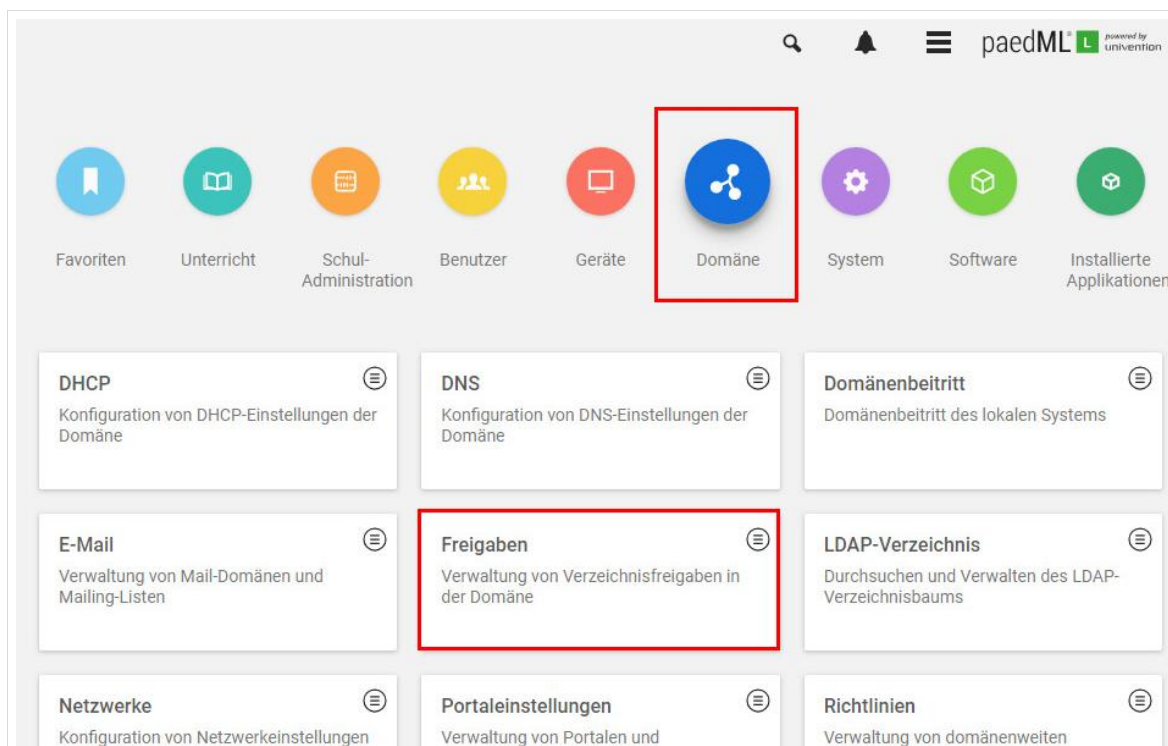 paedML® L powered by
univention
Favoriten
Unterricht
Schul-
Administration
Benutzer
Geräte
Domäne
System
Software
Installierte
Applikationen
DHCP
Konfiguration von DHCP-Einstellungen der
Domäne
DNS
Konfiguration von DNS-Einstellungen der
Domäne
Domänenbeitritt
Domänenbeitritt des lokalen Systems
E-Mail
Verwaltung von Mail-Domänen und
Mailing-Listen
Freigaben
Verwaltung von Verzeichnisfreigaben in
der Domäne
LDAP-Verzeichnis
Durchsuchen und Verwalten des LDAP-
Verzeichnisbaums
Netzwerke
Konfiguration von Netzwerkeinstellungen
Portaleinstellungen
Verwaltung von Portalen und
Richtlinien
Verwaltung von domänenweiten